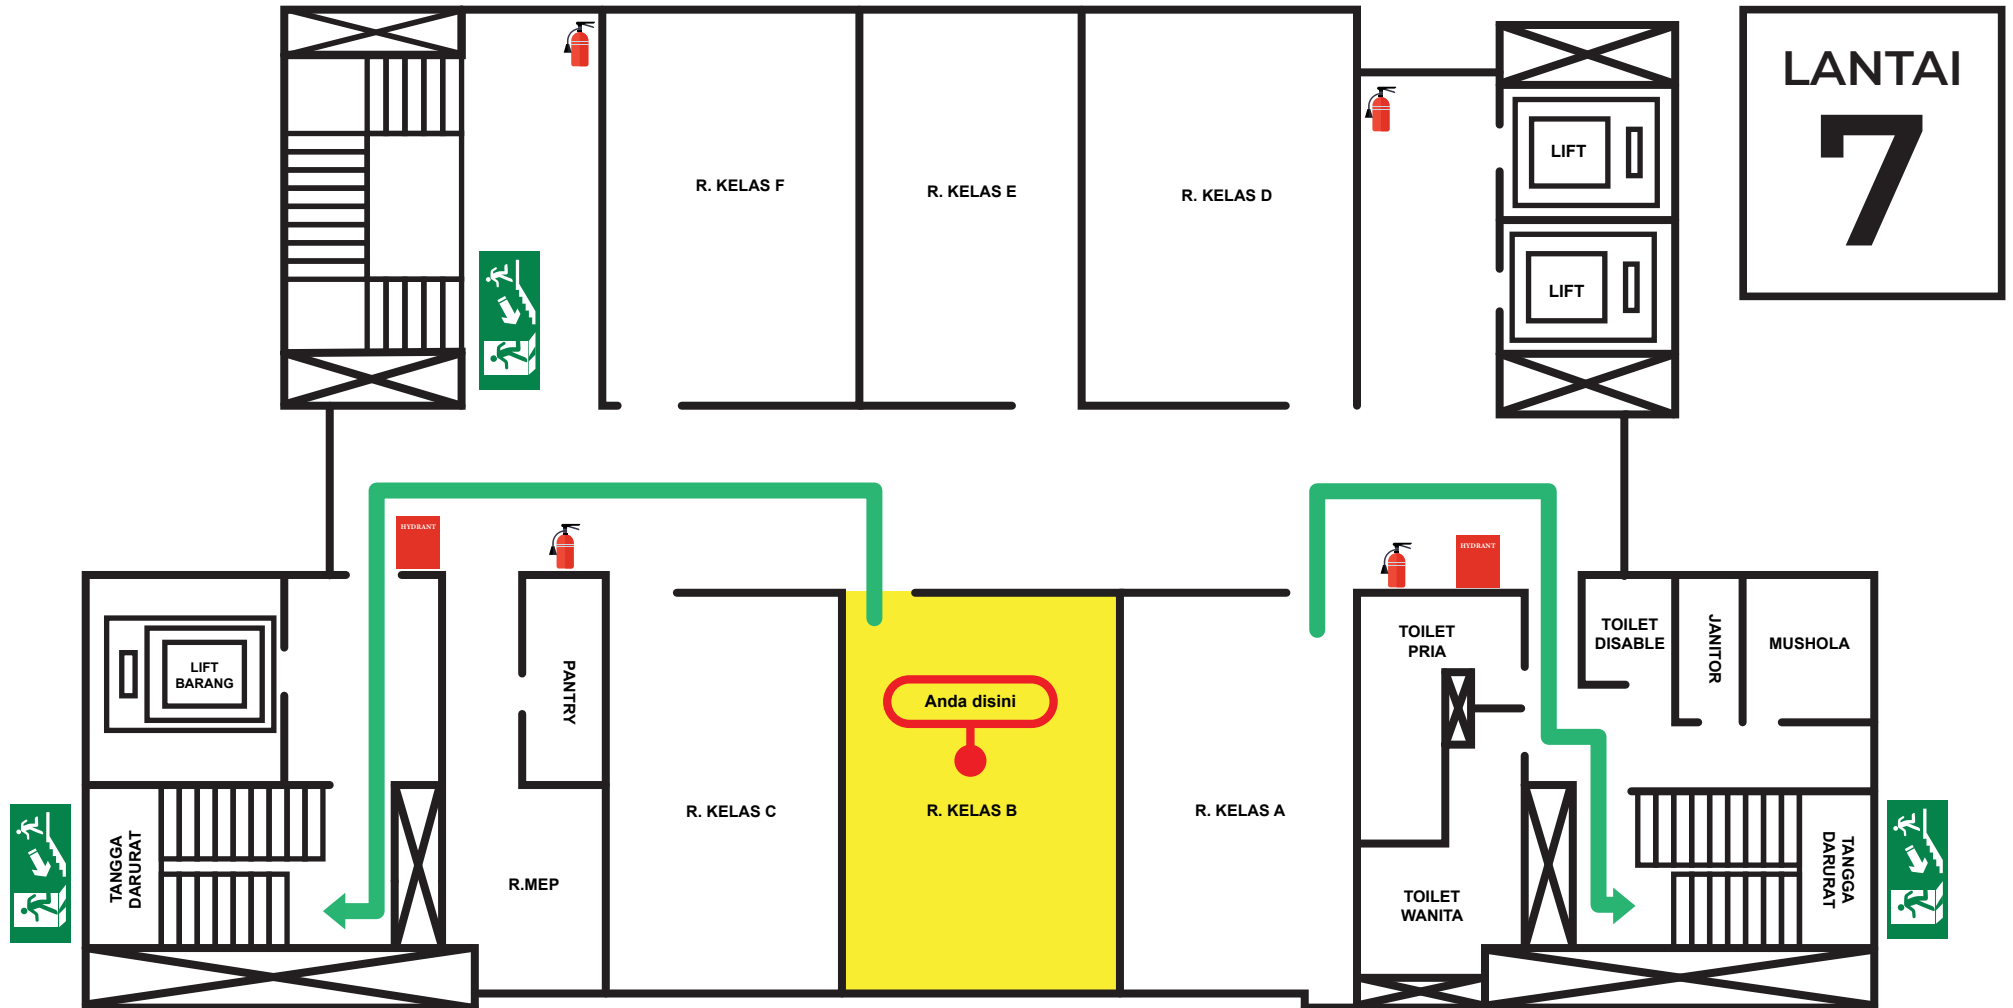 LANTAI
7
LIFT
LIFT
R. KELAS F
R. KELAS E
R. KELAS D
HYDRANT
HYDRANT
LIFT
BARANG
PANTRY
TOILET
PRIA
TOILET
DISABLE
JANITOR
MUSHOLA
Anda disini
R. KELAS C
R. KELAS B
R. KELAS A
TANGGA
DARURAT
R.MEP
TOILET
WANITA
TANGGA
DARURAT